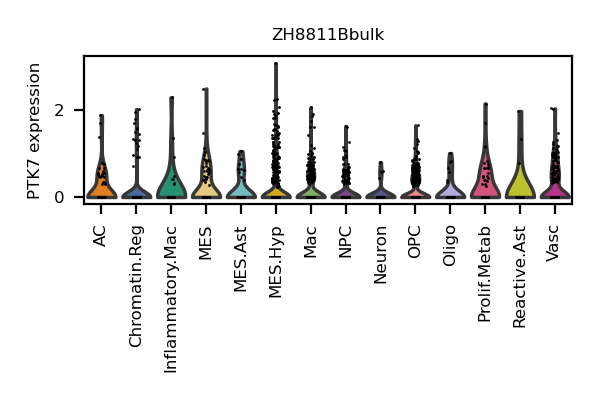 ZH8811Bbulk
PTK7 expression
2
0
AC
Chromatin.Reg
Inflammatory.Mac
MES
MES.Ast
MES.Hyp
Mac
NPC
Neuron
OPC
Oligo
Prolif.Metab
Reactive.Ast
Vasc